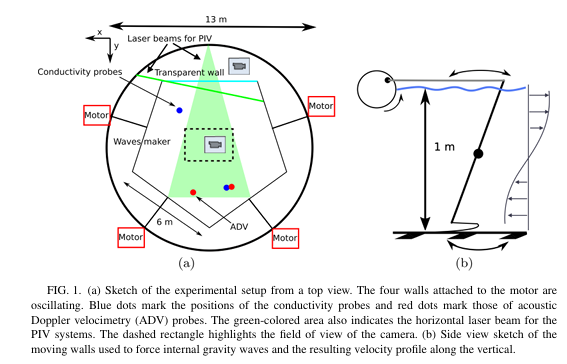 13 m
x
y
Laser beams for PIV
Transparent wall
Conductivity probes
Motor
Motor
Waves maker
1 m
6 m
ADV
Motor
Motor
(a)
(b)
FIG. 1. (a) Sketch of the experimental setup from a top view. The four walls attached to the motor are
oscillating. Blue dots mark the positions of the conductivity probes and red dots mark those of acoustic
Doppler velocimetry (ADV) probes. The green-colored area also indicates the horizontal laser beam for the
PIV systems. The dashed rectangle highlights the field of view of the camera. (b) Side view sketch of the
moving walls used to force internal gravity waves and the resulting velocity profile along the vertical.